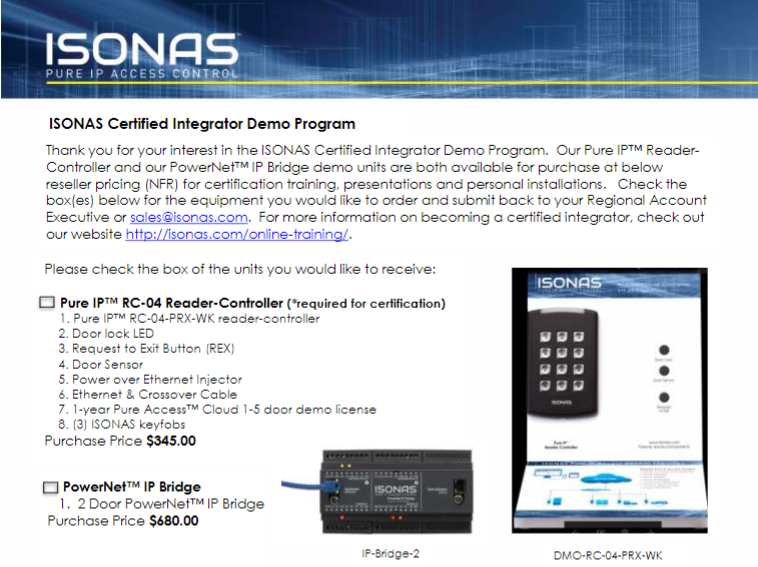 ISONAS
PURE IP ACCESS CONTROL
ISONAS Certified Integrator Demo Program
Thank you for your interest in the ISONAS Certified Integrator Demo Program.  Our Pure IP™ Reader-
Controller and our PowerNet™ IP Bridge demo units are both available for purchase at below
reseller pricing (NFR) for certification training, presentations and personal installations.   Check the
box(es) below for the equipment you would like to order and submit back to your Regional Account
Executive or sales@isonas.com.  For more information on becoming a certified integrator, check out
our website http://isonas.com/online-training/.
Please check the box of the units you would like to receive:
Pure IP™ RC-04 Reader-Controller (*required for certification)
1. Pure IP™ RC-04-PRX-WK reader-controller
2. Door lock LED
3. Request to Exit Button (REX)
4. Door Sensor
5. Power over Ethernet Injector
6. Ethernet & Crossover Cable
7. 1-year Pure Access™ Cloud 1-5 door demo license
8. (3) ISONAS keyfobs
Purchase Price $345.00
PowerNet™ IP Bridge
1.  2 Door PowerNet™ IP Bridge
Purchase Price $680.00
ISONAS
IP-Bridge-2
ISONAS
ISONAS
Pure IP™
Reader Controller
DMO-RC-04-PRX-WK